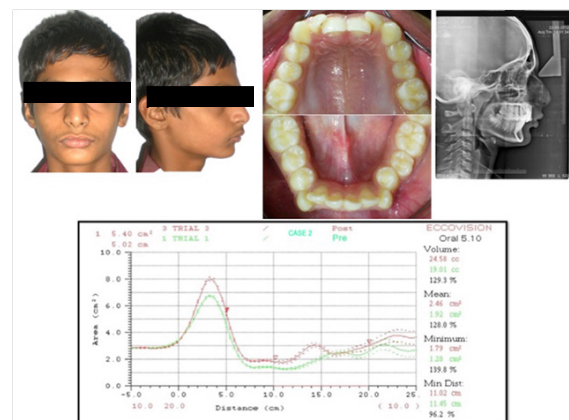 1 5.40 cm² 3 TRIAL 3 Post ECCOVISION
5.02 cm 1 TRIAL 1 CASE 2 Pre Oral 5.10
Volume:
24.58 cc
129.3 %
Mean:
2.46 cm²
1.92 cm²
128.0 %
Minimum:
1.79 cm²
1.28 cm²
139.8 %
Min Dist:
11.02 cm
11.45 cm
96.2 %
Area (cm²)
10.0
8.0
6.0
4.0
2.0
0.0
-5.0 0.0 5.0 10.0 15.0 20.0 25.0
10.0 20.0 Distance (cm) ( 10.0 )